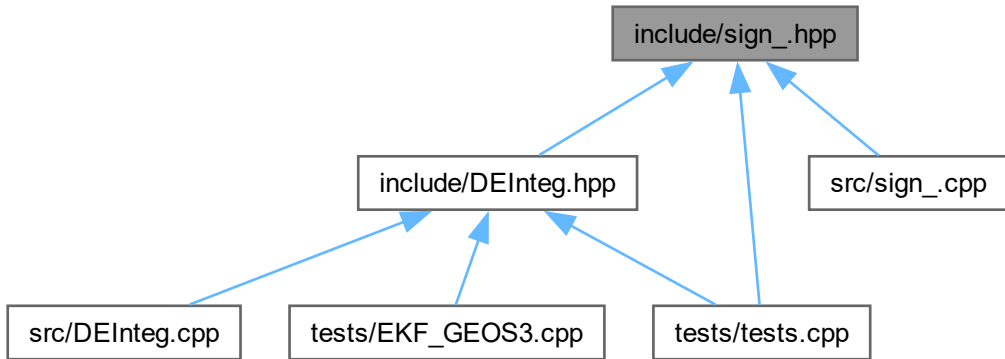 include/sign_.hpp
include/DEInteg.hpp
src/sign_.cpp
src/DEInteg.cpp
tests/EKF_GEOS3.cpp
tests/tests.cpp